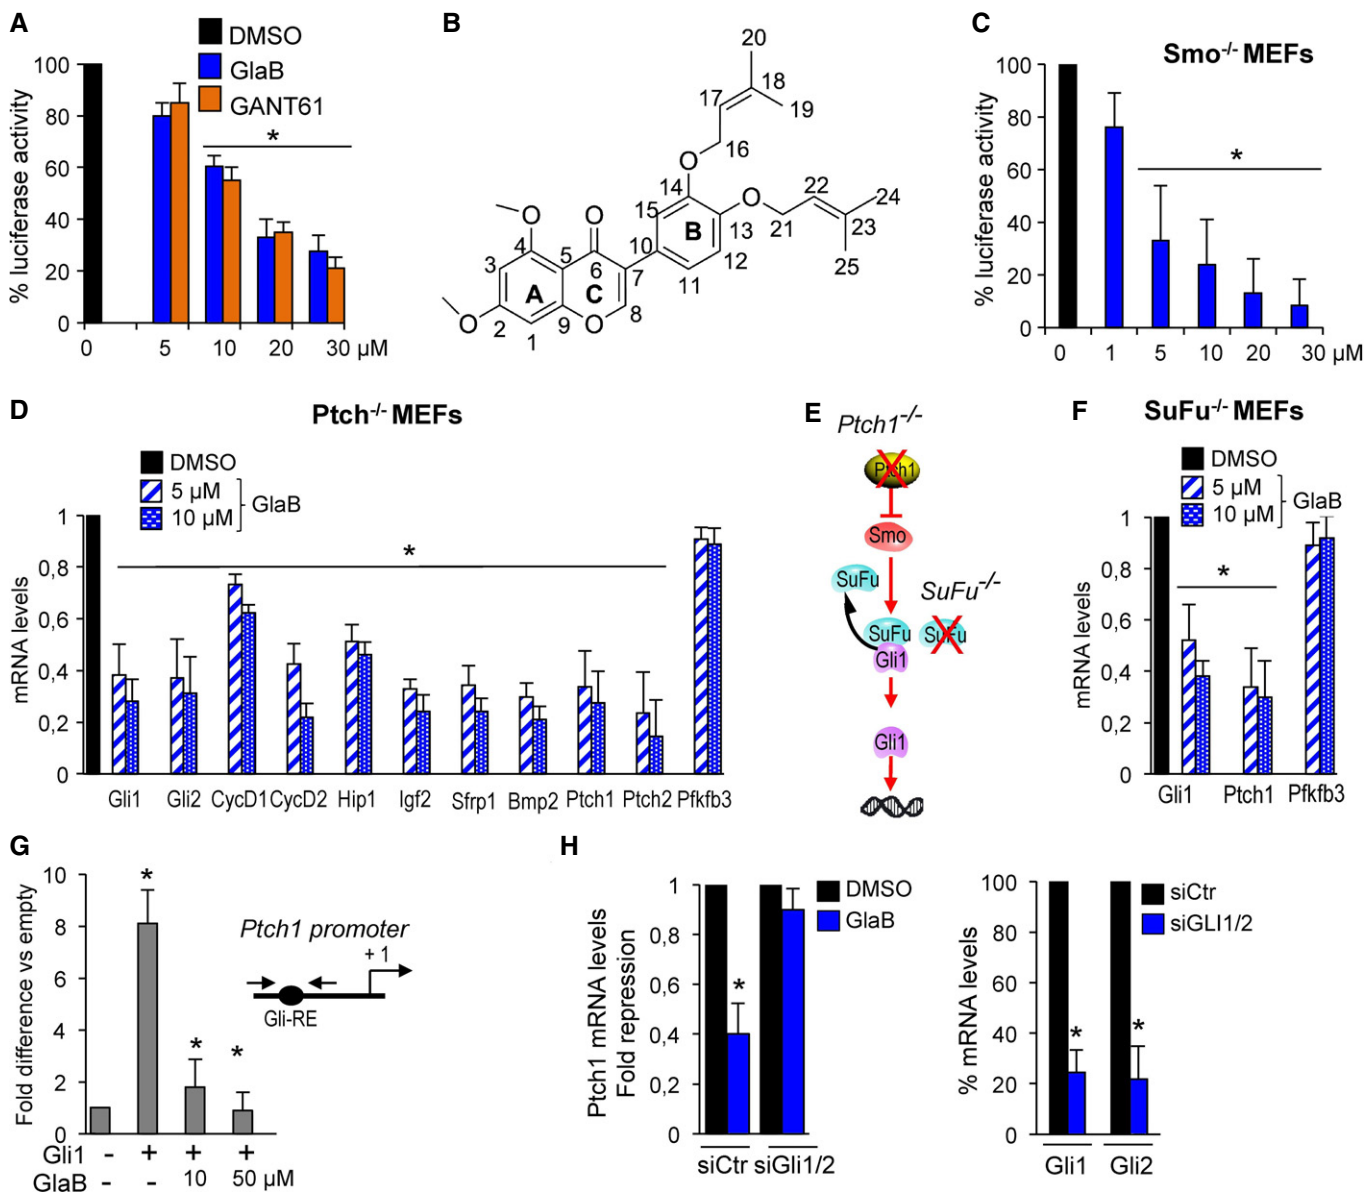 A
DMSO
GlaB
GANT61
% luciferase activity
100
80
60
40
20
0
*
0 5 10 20 30 µM
B
20
18
17
19
16
O
14
O
22
24
15
B
13
21
23
25
O
4
O
10
12
3
5
6
7
11
A
C
O
2
1
9
O
8
C
Smo-/- MEFs
% luciferase activity
100
80
60
40
20
0
*
0 1 5 10 20 30 µM
D
Ptch-/- MEFs
DMSO
5 µM
10 µM
GlaB
mRNA levels
1
0,8
0,6
0,4
0,2
0
*
Gli1 Gli2 CycD1 CycD2 Hip1 Igf2 Sfrp1 Bmp2 Ptch1 Ptch2 Pfkfb3
E
Ptch1-/-
Ptch1
Smo
SuFu
SuFu-/-
SuFu
SuFu
Gli1
Gli1
F
SuFu-/- MEFs
DMSO
5 µM
10 µM
GlaB
mRNA levels
1
0,8
0,6
0,4
0,2
0
*
Gli1 Ptch1 Pfkfb3
G
Fold difference vs empty
10
8
6
4
2
0
*
*
*
Ptch1 promoter
+ 1
Gli-RE
Gli1 - + + +
GlaB - - 10 50 µM
H
Ptch1 mRNA levels
Fold repression
1
0,8
0,6
0,4
0,2
0
DMSO
GlaB
*
siCtr siGli1/2
% mRNA levels
100
80
60
40
20
0
siCtr
siGLI1/2
*
*
Gli1 Gli2